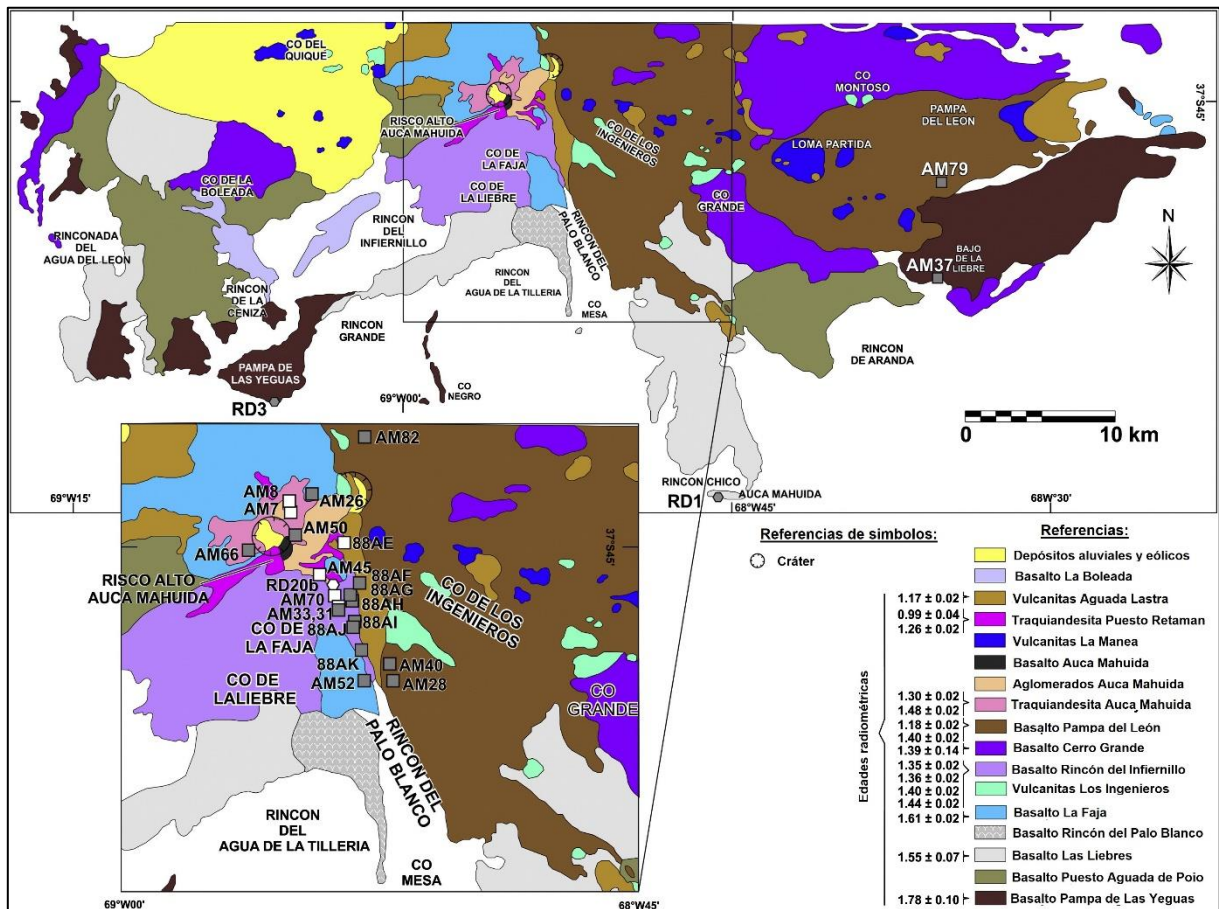 CO DEL
QUIQUE
RISCO ALTO
AUCA MAHUIDA
CO DE LOS
INGENIEROS
CO
MONTOSO
PAMPA
DEL LEON
LOMA PARTIDA
37°S45'
AM79
CO DE
LA FAJA
CO DE
LA LIEBRE
CO DE LA
BOLEADA
CO
GRANDE
RINCONADA
DEL
AGUA DEL LEON
RINCON
DEL
INFIERNILLO
RINCON DEL
PALO BLANCO
N
BAJO
DE LA
LIEBRE
AM37
RINCON
DE LA
CENIZA
RINCON
GRANDE
RINCON
DEL
AGUA DE LA TILLERIA
CO
MESA
RINCON
DE ARANDA
PAMPA DE
LAS YEGUAS
CO
NEGRO
RD3
69°W00'
0 10 km
69°W15'
RINCON CHICO
RD1
AUCA MAHUIDA
68°W45'
68°W30'
AM82
AM8
AM7
AM26
AM50
AM66
88AE
37°S45'
RISCO ALTO
AUCA MAHUIDA
AM45
RD20b
88AF
88AG
AM70
88AH
AM33,31
88AI
88AJ
CO DE
LA FAJA
88AK
AM52
AM40
AM28
CO DE LOS
INGENIEROS
CO DE
LALIEBRE
CO
GRANDE
RINCON DEL
PALO BLANCO
RINCON
DEL
AGUA DE LA TILLERIA
CO
MESA
69°W00'
68°W45'
Referencias de simbolos:
Cráter
Referencias:
Depósitos aluviales y eólicos
Basalto La Boleada
Vulcanitas Aguada Lastra
Traquiandesita Puesto Retaman
Vulcanitas La Manea
Basalto Auca Mahuida
Aglomerados Auca Mahuida
Traquiandesita Auca Mahuida
Basalto Pampa del León
Basalto Cerro Grande
Basalto Rincón del Infiernillo
Vulcanitas Los Ingenieros
Basalto La Faja
Basalto Rincón del Palo Blanco
Basalto Las Liebres
Basalto Puesto Aguada de Poio
Basalto Pampa de Las Yeguas
Edades radiométricas
1.17 ± 0.02
0.99 ± 0.04
1.26 ± 0.02
1.30 ± 0.02
1.48 ± 0.02
1.18 ± 0.02
1.40 ± 0.02
1.39 ± 0.14
1.35 ± 0.02
1.36 ± 0.02
1.40 ± 0.02
1.44 ± 0.02
1.61 ± 0.02
1.55 ± 0.07
1.78 ± 0.10